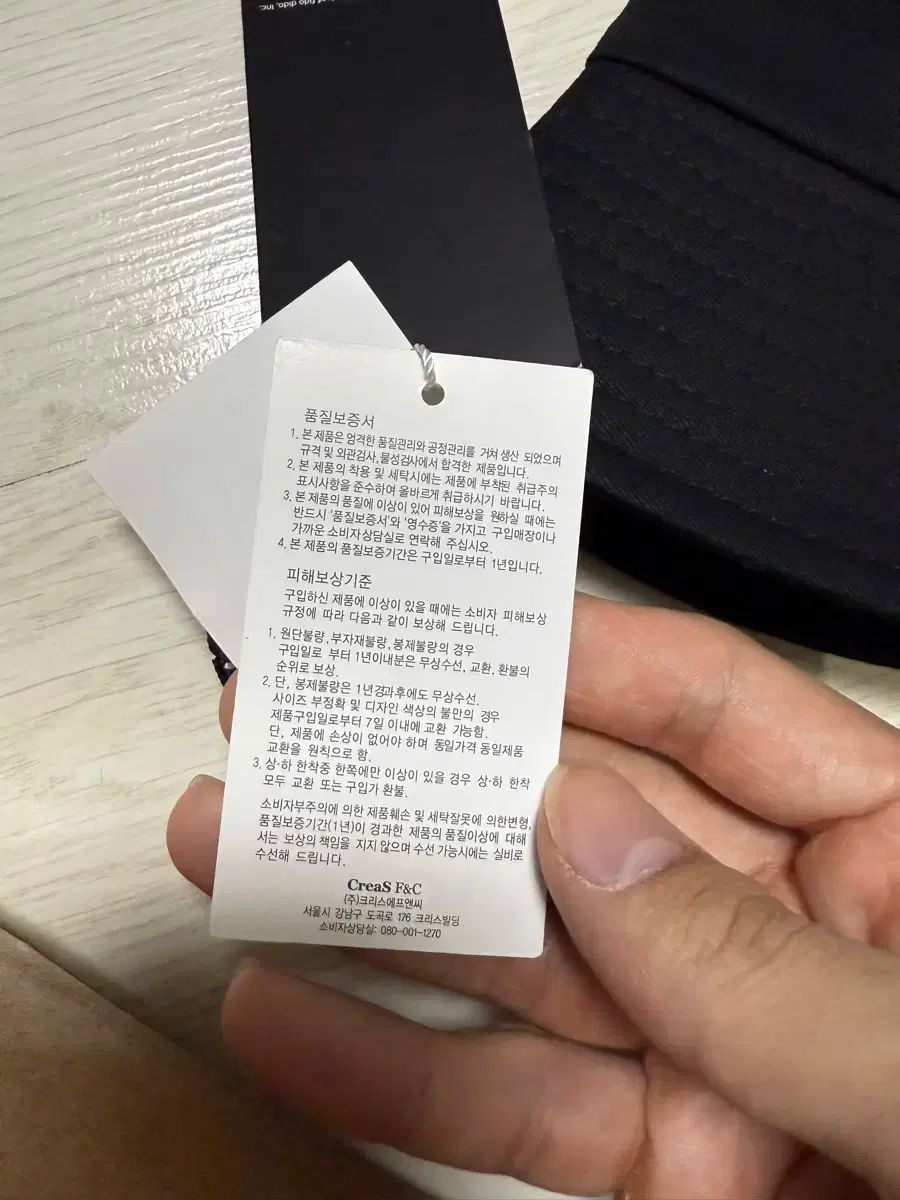 of fido dido, inc.
품질보증서
1. 본 제품은 엄격한 품질관리와 공정관리를 거쳐 생산 되었으며
규격 및 외관검사, 물성검사에서 합격한 제품입니다.
2. 본 제품의 착용 및 세탁시에는 제품에 부착된 취급주의
표시사항을 준수하여 올바르게 취급하시기 바랍니다.
3. 본 제품의 품질에 이상이 있어 피해보상을 원하실 때에는
반드시 '품질보증서'와 '영수증'을 가지고 구입매장이나
가까운 소비자상담실로 연락해 주십시오.
4. 본 제품의 품질보증기간은 구입일로부터 1년입니다.
피해보상기준
구입하신 제품에 이상이 있을 때에는 소비자 피해보상
규정에 따라 다음과 같이 보상해 드립니다.
1. 원단불량, 부자재불량, 봉제불량의 경우
구입일로 부터 1년이내분은 무상수선, 교환, 환불의
순위로 보상.
2. 단, 봉제불량은 1년경과후에도 무상수선.
사이즈 부정확 및 디자인 색상의 불만의 경우
제품구입일로부터 7일 이내에 교환 가능함.
단, 제품에 손상이 없어야 하며 동일가격 동일제품
교환을 원칙으로 함.
3. 상·하 한착중 한쪽에만 이상이 있을 경우 상·하 한착
모두 교환 또는 구입가 환불.
소비자부주의에 의한 제품훼손 및 세탁잘못에 의한변형,
품질보증기간(1년)이 경과한 제품의 품질이상에 대해
서는 보상의 책임을 지지 않으며 수선 가능시에는 실비로
수선해 드립니다.
CreaS F&C
(주)크리스에프앤씨
서울시 강남구 도곡로 176 크리스빌딩
소비자상담실: 080-001-1270